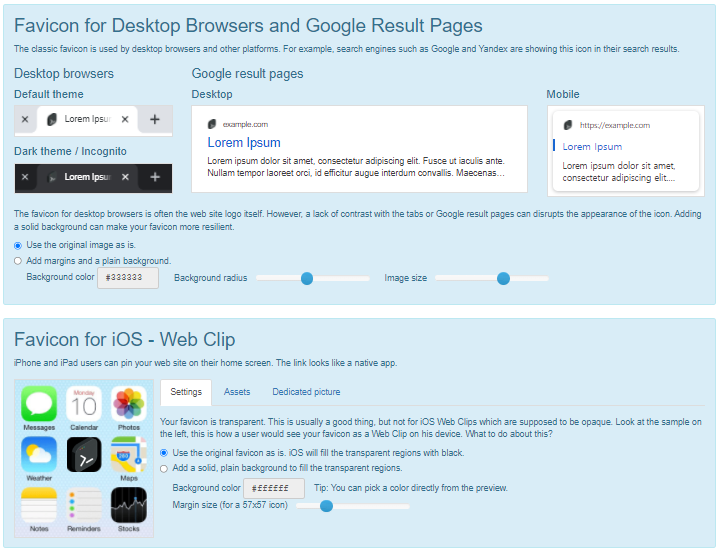 Favicon for Desktop Browsers and Google Result Pages
The classic favicon is used by desktop browsers and other platforms. For example, search engines such as Google and Yandex are showing this icon in their search results.
Desktop browsers
Google result pages
Default theme
Desktop
Mobile
Lorem Ipsu
example.com
Lorem Ipsum
Lorem ipsum dolor sit amet, consectetur adipiscing elit. Fusce ut iaculis ante.
Nullam tempor laoreet orci, id efficitur augue interdum convallis. Maecenas…
https://example.com
Lorem Ipsum
Lorem ipsum dolor sit amet,
consectetur adipiscing elit....
Dark theme / Incognito
Lorem Ipsu
The favicon for desktop browsers is often the web site logo itself. However, a lack of contrast with the tabs or Google result pages can disrupts the appearance of the icon. Adding
a solid background can make your favicon more resilient.
Use the original image as is.
Add margins and a plain background.
Background color #333333 Background radius Image size
Favicon for iOS - Web Clip
iPhone and iPad users can pin your web site on their home screen. The link looks like a native app.
Monday
10
Messages Calendar Photos
Weather Maps
Notes Reminders Stocks
Settings Assets Dedicated picture
Your favicon is transparent. This is usually a good thing, but not for iOS Web Clips which are supposed to be opaque. Look at the sample on
the left, this is how a user would see your favicon as a Web Clip on his device. What to do about this?
Use the original favicon as is. iOS will fill the transparent regions with black.
Add a solid, plain background to fill the transparent regions.
Background color #ffffff Tip: You can pick a color directly from the preview.
Margin size (for a 57x57 icon)